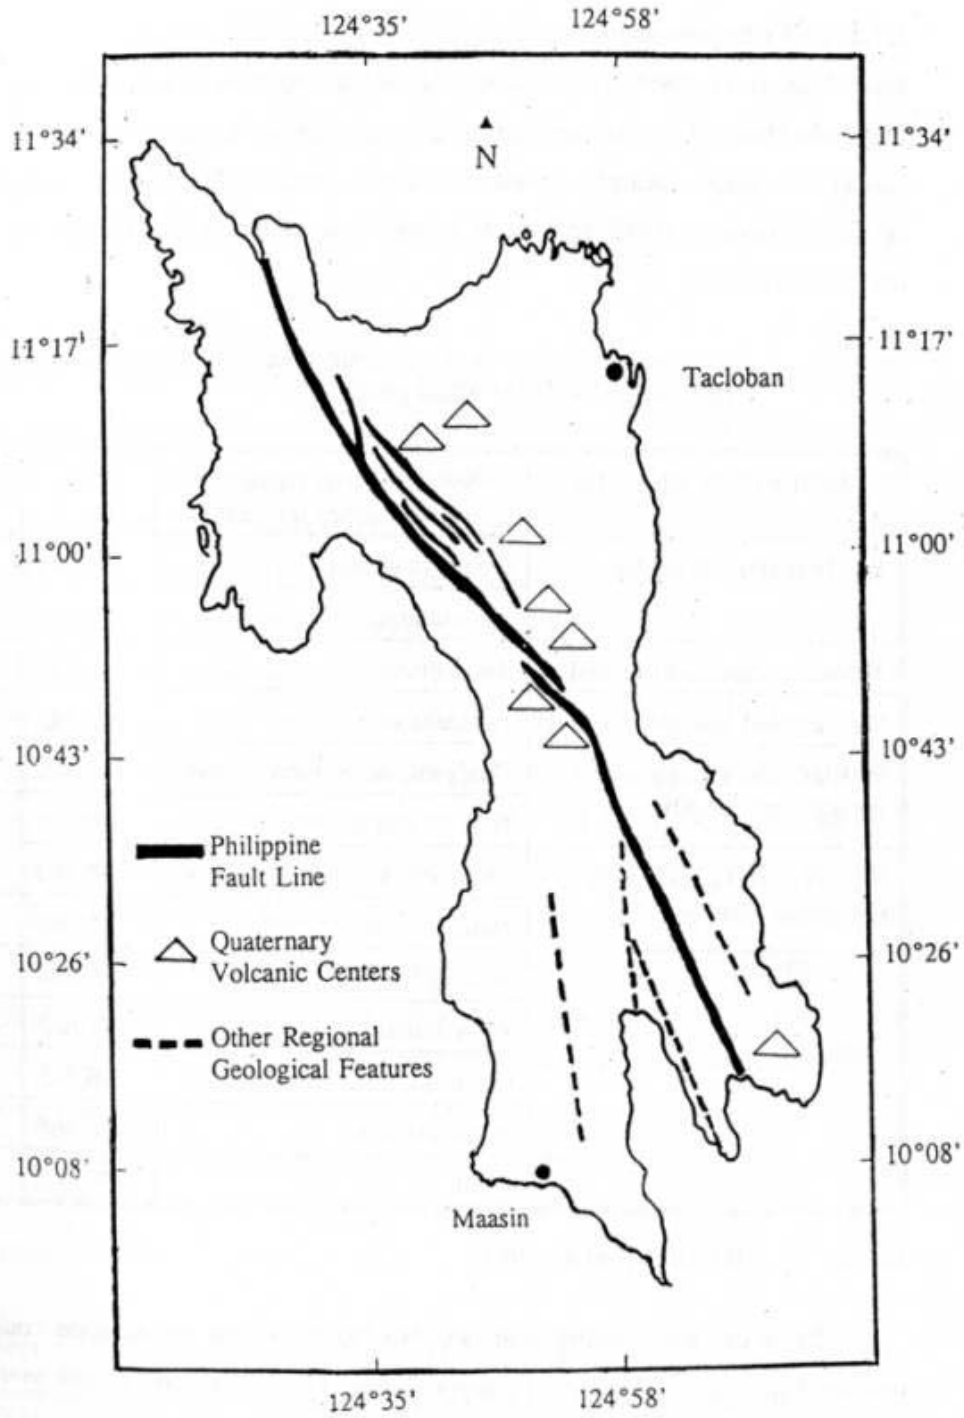 124°35' 124°58'
N
11°34' 11°34'
11°17' 11°17'
Tacloban
11°00' 11°00'
10°43' 10°43'
Philippine
Fault Line
Quaternary
Volcanic Centers
10°26' 10°26'
Other Regional
Geological Features
10°08' 10°08'
Maasin
124°35' 124°58'